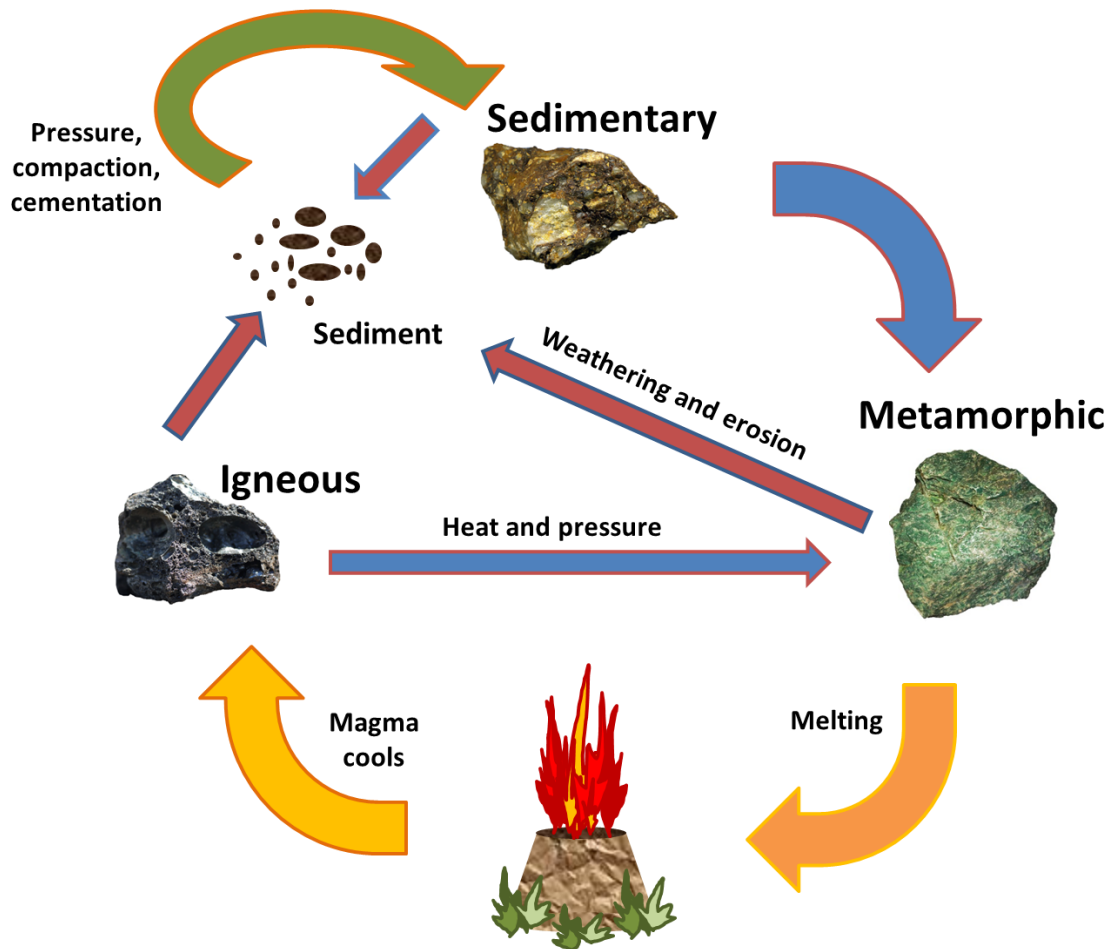 Sedimentary
Pressure,
compaction,
cementation
Sediment
Weathering and erosion
Metamorphic
Igneous
Heat and pressure
Melting
Magma
cools